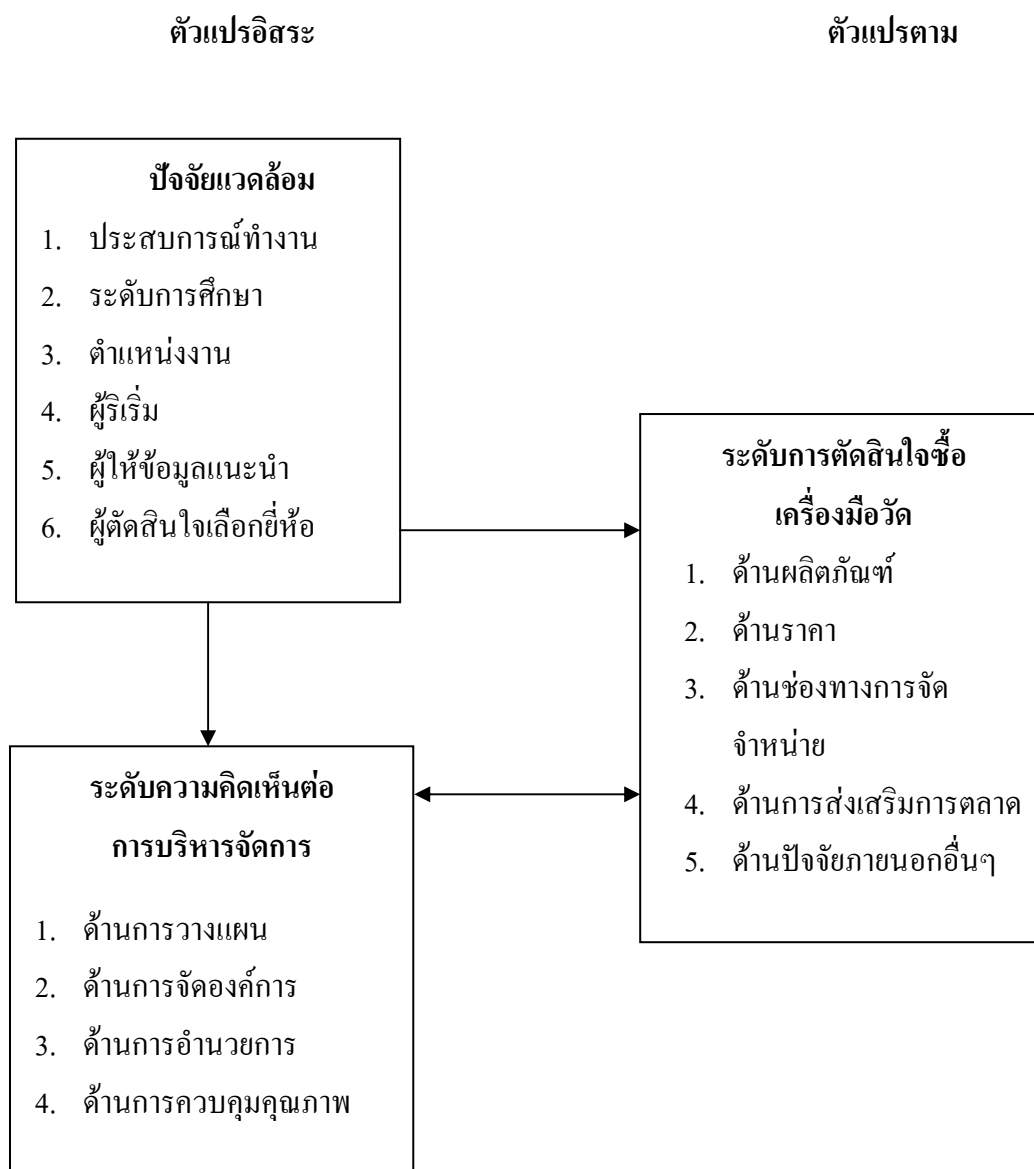 ตัวแปรอิสระ
ตัวแปรตาม
ปัจจัยแวดล้อม
1. ประสบการณ์ทำงาน
2. ระดับการศึกษา
3. ตำแหน่งงาน
4. ผู้ริเริ่ม
5. ผู้ให้ข้อมูลแนะนำ
6. ผู้ตัดสินใจเลือกยี่ห้อ
ระดับการตัดสินใจซื้อ
เครื่องมือวัด
1. ด้านผลิตภัณฑ์
2. ด้านราคา
3. ด้านช่องทางการจัด
จำหน่าย
4. ด้านการส่งเสริมการตลาด
5. ด้านปัจจัยภายนอกอื่นๆ
ระดับความคิดเห็นต่อ
การบริหารจัดการ
1. ด้านการวางแผน
2. ด้านการจัดองค์การ
3. ด้านการอำนวยการ
4. ด้านการควบคุมคุณภาพ